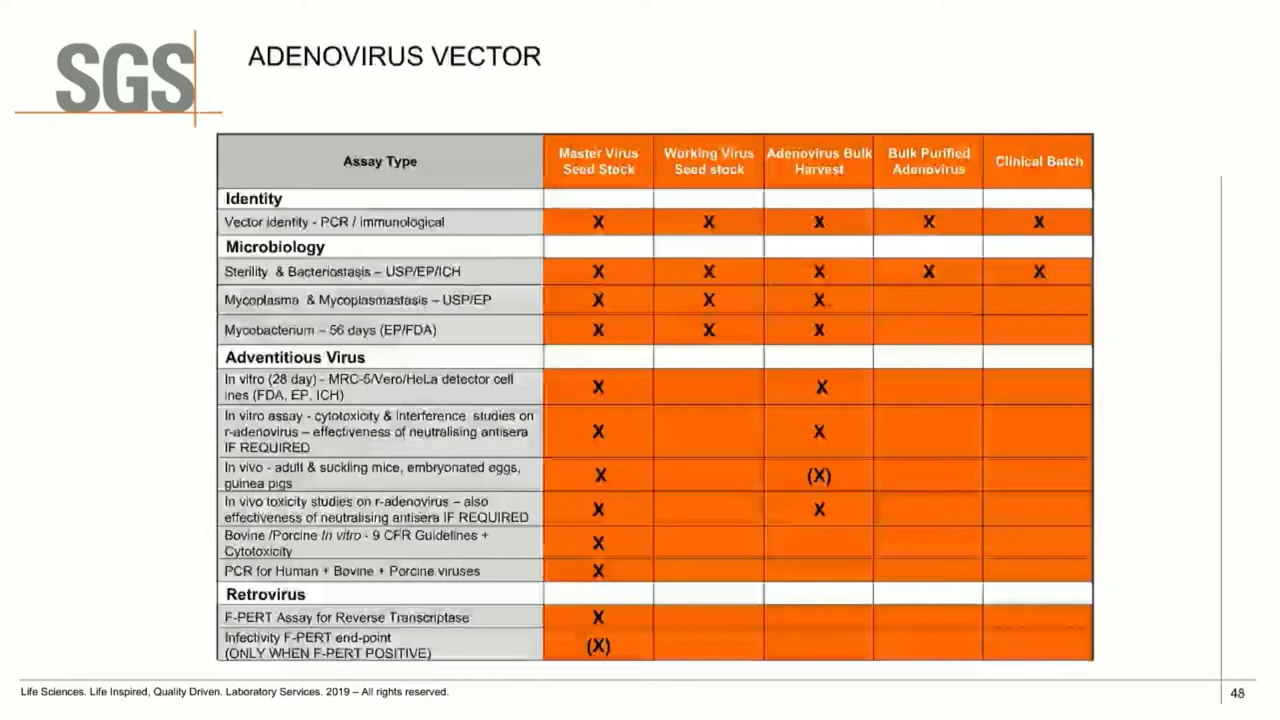 SGS
ADENOVIRUS VECTOR
Assay Type
Master Virus
Seed Stock
Working Virus
Seed stock
Adenovirus Bulk
Harvest
Bulk Purified
Adenovirus
Clinical Batch
Identity
Vector identity - PCR / immunological X X X X X
Microbiology
Sterility & Bacteriostasis – USP/EP/ICH X X X X X
Mycoplasma & Mycoplasmastasis – USP/EP X X X
Mycobacterium – 56 days (EP/FDA) X X X
Adventitious Virus
In vitro (28 day) - MRC-5/Vero/HeLa detector cell
ines (FDA, EP, ICH)
X X
In vitro assay - cytotoxicity & Interference studies on
r-adenovirus – effectiveness of neutralising antisera
IF REQUIRED
X X
In vivo - adult & suckling mice, embryonated eggs,
guinea pigs
X (X)
In vivo toxicity studies on r-adenovirus – also
effectiveness of neutralising antisera IF REQUIRED
X X
Bovine /Porcine In vitro - 9 CFR Guidelines +
Cytotoxicity
X
PCR for Human + Bovine + Porcine viruses X
Retrovirus
F-PERT Assay for Reverse Transcriptase X
Infectivity F-PERT end-point
(ONLY WHEN F-PERT POSITIVE)
(X)
Life Sciences. Life Inspired, Quality Driven. Laboratory Services. 2019 – All rights reserved.
48